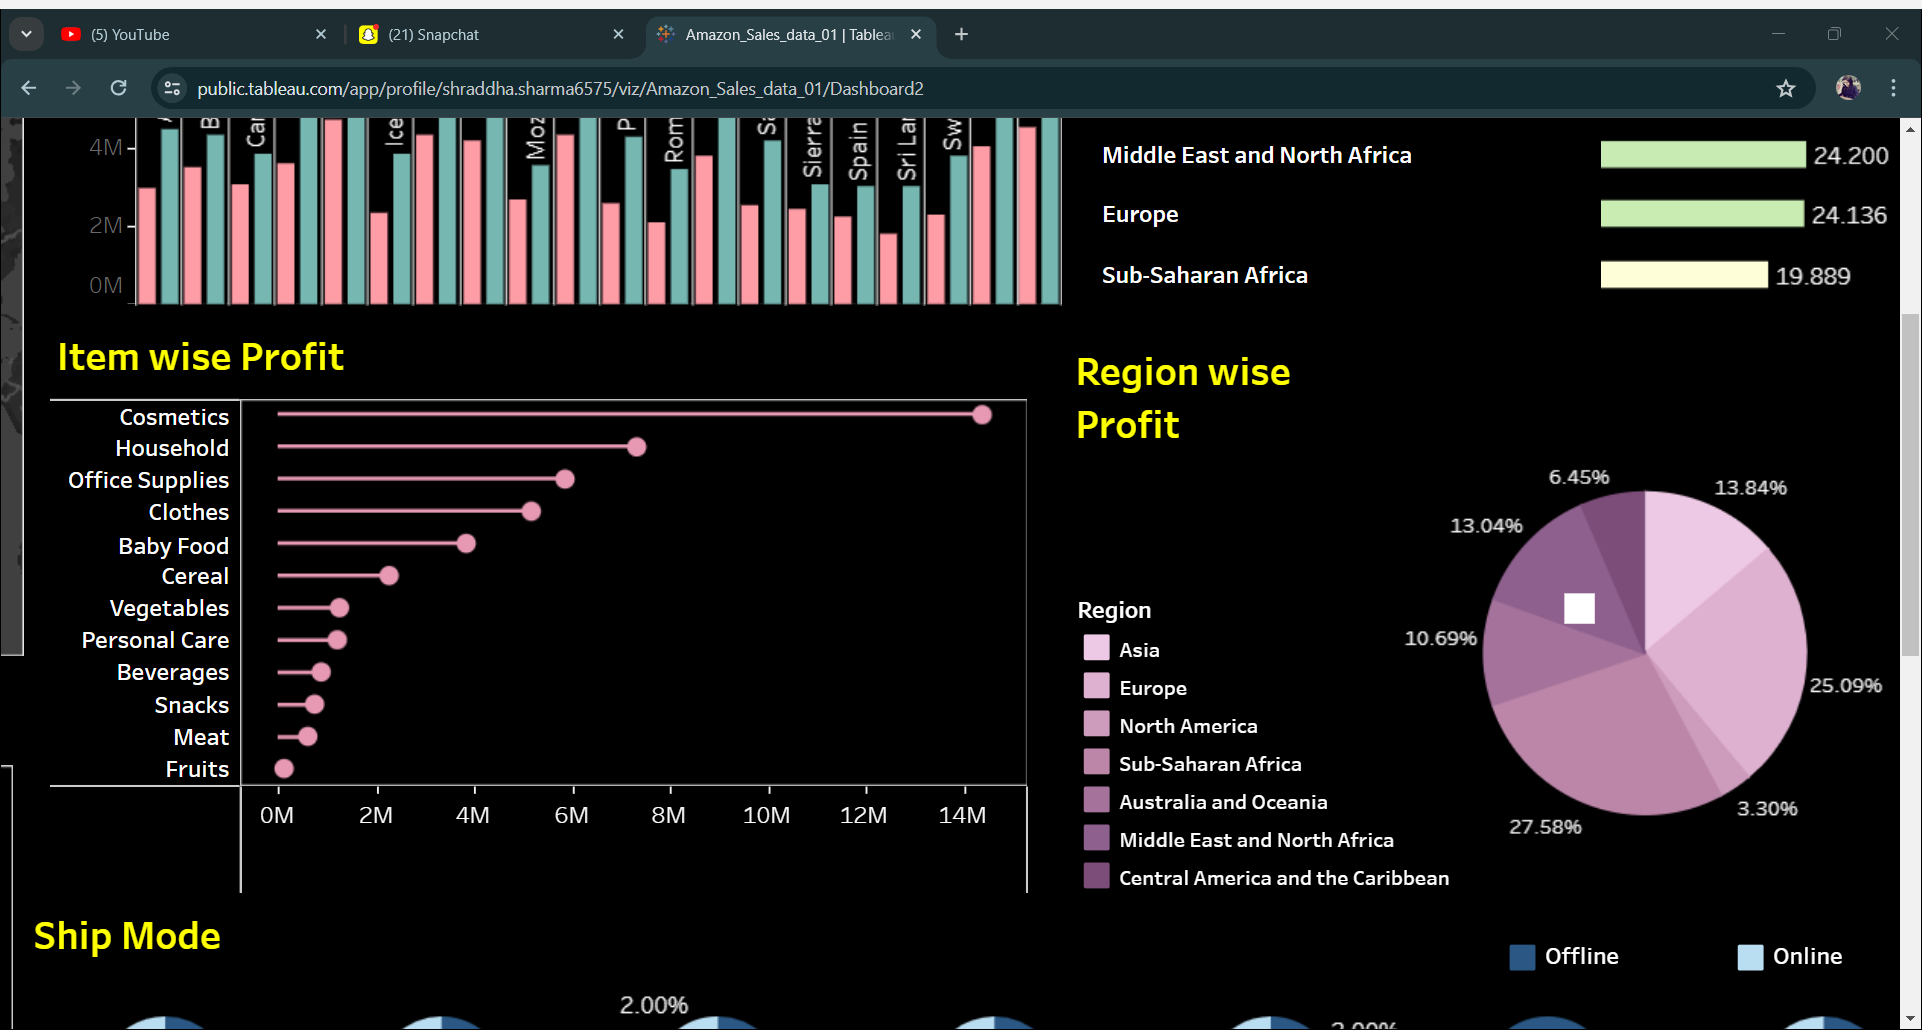 (5) YouTube
(21) Snapchat
Amazon_Sales_data_01 | Tablea
public.tableau.com/app/profile/shraddha.sharma6575/viz/Amazon_Sales_data_01/Dashboard2
4M
2M
0M
B
Car
Ice
Moz
P
Rom
Sa
Sierra
Spain
Sri Lar
Sw
Middle East and North Africa
24.200
Europe
24.136
Sub-Saharan Africa
19.889
Item wise Profit
Cosmetics
Household
Office Supplies
Clothes
Baby Food
Cereal
Vegetables
Personal Care
Beverages
Snacks
Meat
Fruits
0M
2M
4M
6M
8M
10M
12M
14M
Region wise
Profit
6.45%
13.84%
13.04%
10.69%
25.09%
3.30%
27.58%
Region
Asia
Europe
North America
Sub-Saharan Africa
Australia and Oceania
Middle East and North Africa
Central America and the Caribbean
Ship Mode
Offline
Online
2.00%